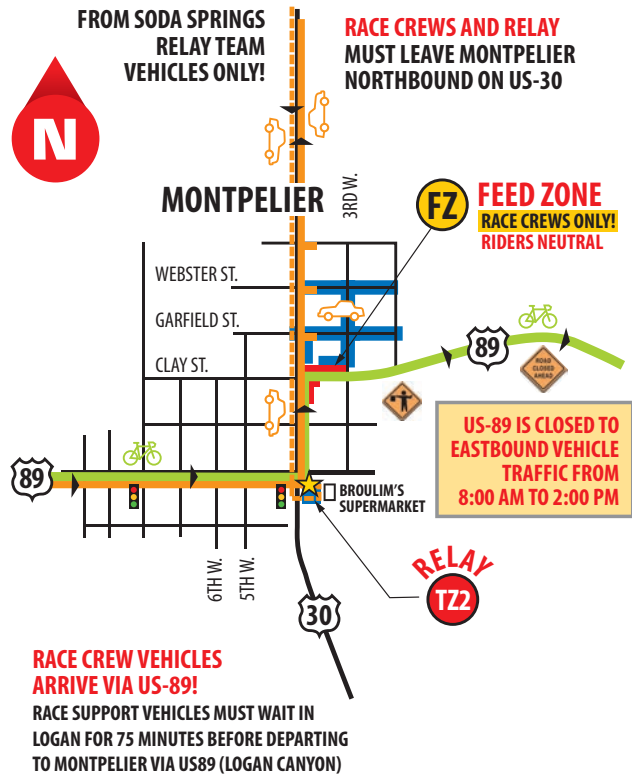 FROM SODA SPRINGS
RELAY TEAM
VEHICLES ONLY!
RACE CREWS AND RELAY
MUST LEAVE MONTPELIER
NORTHBOUND ON US-30
N
MONTPELIER
3RD W.
FZ
FEED ZONE
RACE CREWS ONLY!
RIDERS NEUTRAL
WEBSTER ST.
GARFIELD ST.
CLAY ST.
89
ROAD
CLOSED
AHEAD
US-89 IS CLOSED TO
EASTBOUND VEHICLE
TRAFFIC FROM
8:00 AM TO 2:00 PM
89
BROULIM'S
SUPERMARKET
6TH W.
5TH W.
30
RELAY
TZ2
RACE CREW VEHICLES
ARRIVE VIA US-89!
RACE SUPPORT VEHICLES MUST WAIT IN
LOGAN FOR 75 MINUTES BEFORE DEPARTING
TO MONTPELIER VIA US89 (LOGAN CANYON)